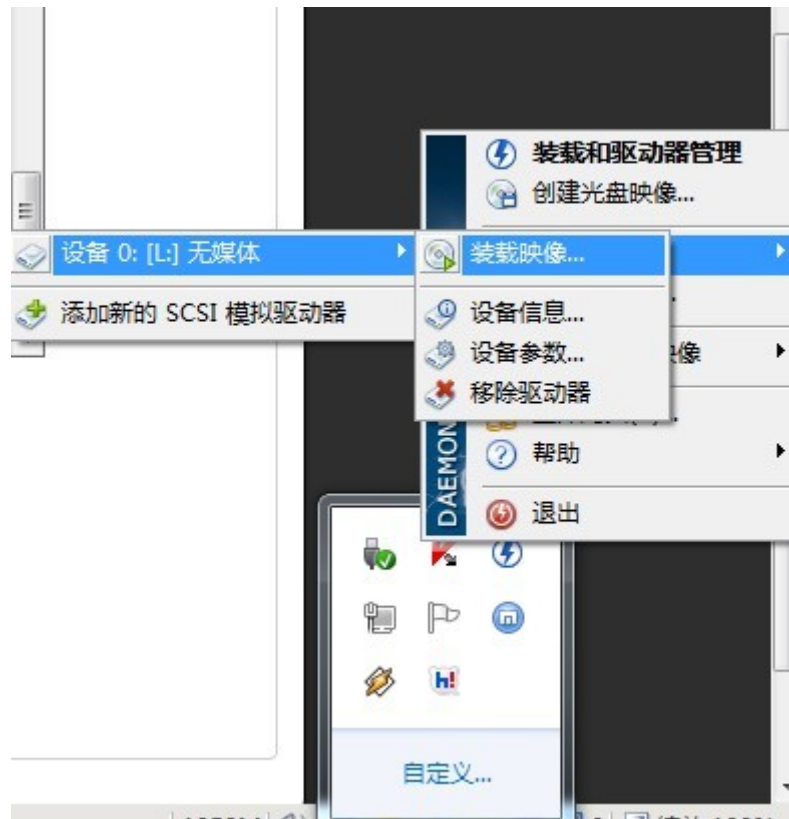 装载和驱动器管理
创建光盘映像...
设备 0: [L:] 无媒体
装载映像...
添加新的 SCSI 模拟驱动器
设备信息...
设备参数...
像
移除驱动器
帮助
DAEMON
退出
h!
自定义...